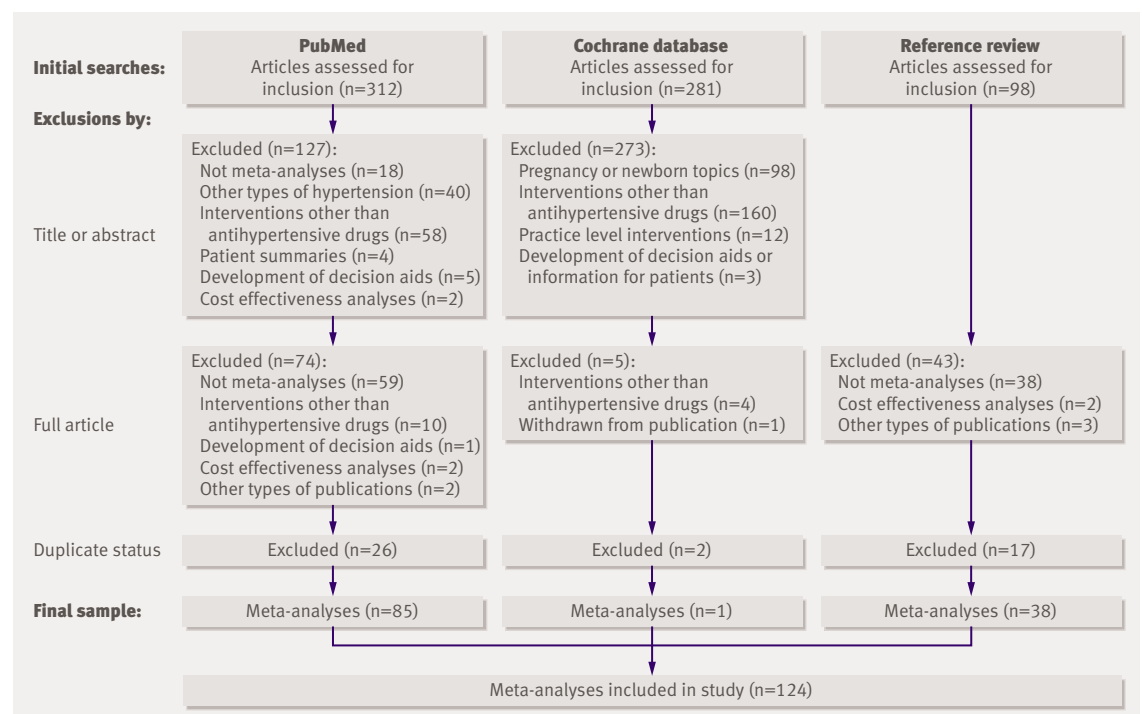 Initial searches:
PubMed
Articles assessed for
inclusion (n=312)
Cochrane database
Articles assessed for
inclusion (n=281)
Reference review
Articles assessed for
inclusion (n=98)
Exclusions by:
Title or abstract
Excluded (n=127):
Not meta-analyses (n=18)
Other types of hypertension (n=40)
Interventions other than
antihypertensive drugs (n=58)
Patient summaries (n=4)
Development of decision aids (n=5)
Cost effectiveness analyses (n=2)
Excluded (n=273):
Pregnancy or newborn topics (n=98)
Interventions other than
antihypertensive drugs (n=160)
Practice level interventions (n=12)
Development of decision aids or
information for patients (n=3)
Full article
Excluded (n=74):
Not meta-analyses (n=59)
Interventions other than
antihypertensive drugs (n=10)
Development of decision aids (n=1)
Cost effectiveness analyses (n=2)
Other types of publications (n=2)
Excluded (n=5):
Interventions other than
antihypertensive drugs (n=4)
Withdrawn from publication (n=1)
Excluded (n=43):
Not meta-analyses (n=38)
Cost effectiveness analyses (n=2)
Other types of publications (n=3)
Duplicate status
Excluded (n=26)
Excluded (n=2)
Excluded (n=17)
Final sample:
Meta-analyses (n=85)
Meta-analyses (n=1)
Meta-analyses (n=38)
Meta-analyses included in study (n=124)